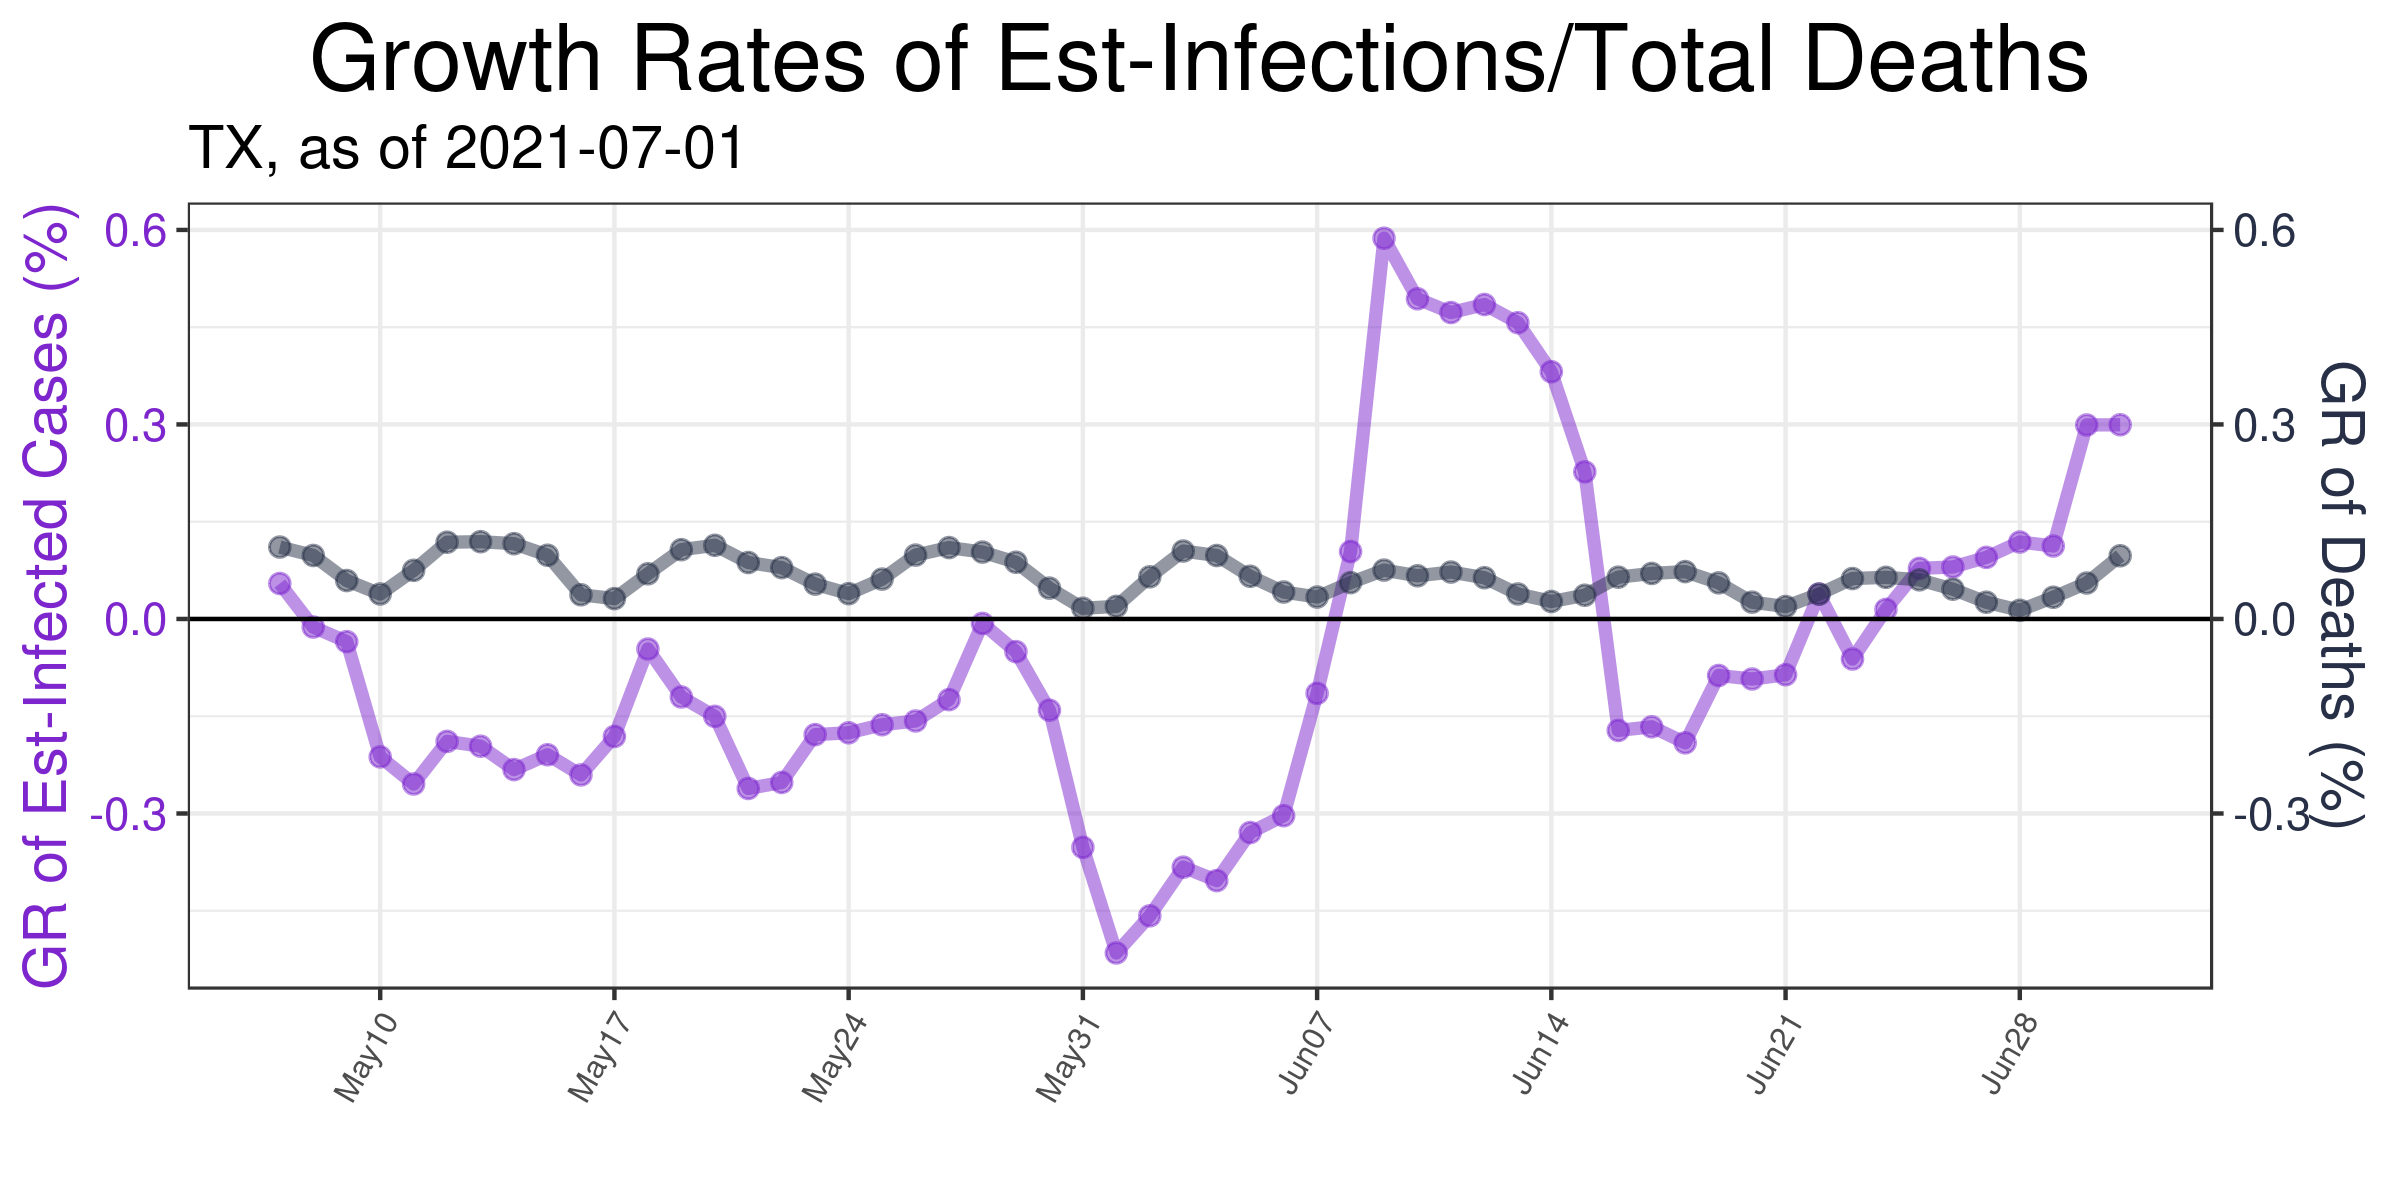 Growth Rates of Est-Infections/Total Deaths
TX, as of 2021-07-01
GR of Est-Infected Cases (%)
0.6
0.3
0.0
-0.3
0.6
0.3
0.0
-0.3
GR of Deaths (%)
May10
May17
May24
May31
Jun07
Jun14
Jun21
Jun28